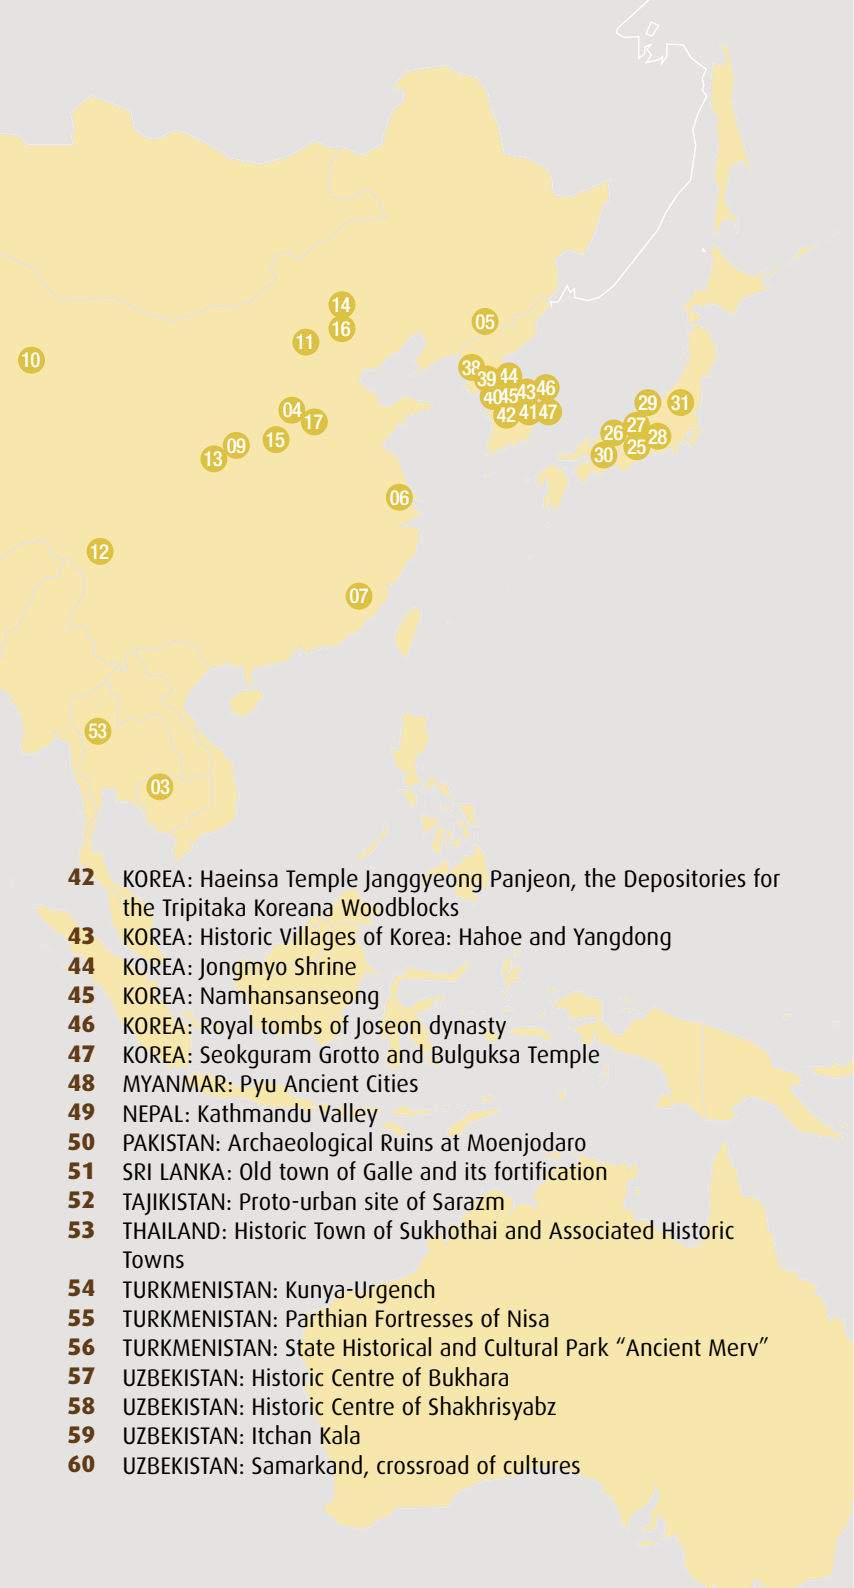 14
16
05
11
10
38
39
44
43
46
40
45
42
41
47
29
31
04
17
27
26
28
15
09
25
13
30
06
12
07
53
03
42 KOREA: Haeinsa Temple Janggyeong Panjeon, the Depositories for
the Tripitaka Koreana Woodblocks
43 KOREA: Historic Villages of Korea: Hahoe and Yangdong
44 KOREA: Jongmyo Shrine
45 KOREA: Namhansanseong
46 KOREA: Royal tombs of Joseon dynasty
47 KOREA: Seokguram Grotto and Bulguksa Temple
48 MYANMAR: Pyu Ancient Cities
49 NEPAL: Kathmandu Valley
50 PAKISTAN: Archaeological Ruins at Moenjodaro
51 SRI LANKA: Old town of Galle and its fortification
52 TAJIKISTAN: Proto-urban site of Sarazm
53 THAILAND: Historic Town of Sukhothai and Associated Historic
Towns
54 TURKMENISTAN: Kunya-Urgench
55 TURKMENISTAN: Parthian Fortresses of Nisa
56 TURKMENISTAN: State Historical and Cultural Park “Ancient Merv”
57 UZBEKISTAN: Historic Centre of Bukhara
58 UZBEKISTAN: Historic Centre of Shakhrisyabz
59 UZBEKISTAN: Itchan Kala
60 UZBEKISTAN: Samarkand, crossroad of cultures